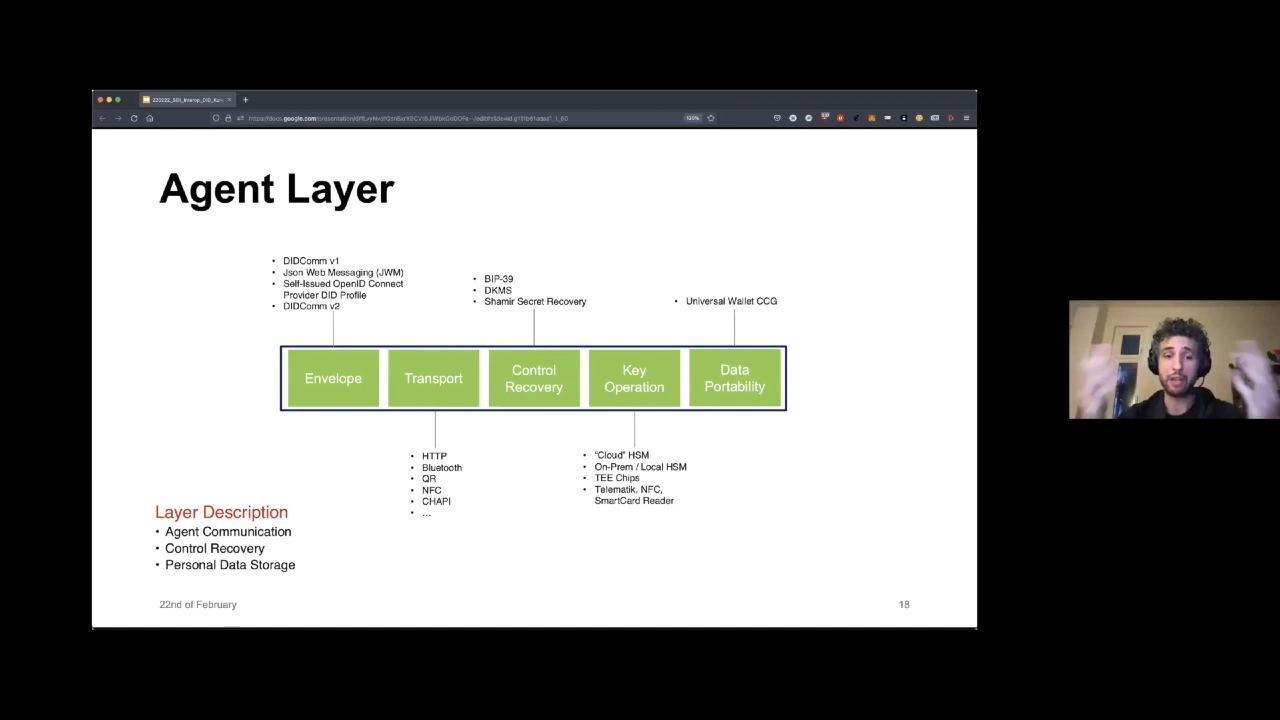 Agent Layer
• DIDComm v1
• Json Web Messaging (JWM)
• Self-Issued OpenID Connect
Provider DID Profile
• DIDComm v2
• BIP-39
• DKMS
• Shamir Secret Recovery
• Universal Wallet CCG
Envelope
Transport
Control
Recovery
Key
Operation
Data
Portability
• HTTP
• Bluetooth
• QR
• NFC
• CHAPI
• ...
• "Cloud" HSM
• On-Prem / Local HSM
• TEE Chips
• Telematik, NFC,
SmartCard Reader
Layer Description
• Agent Communication
• Control Recovery
• Personal Data Storage
22nd of February
18